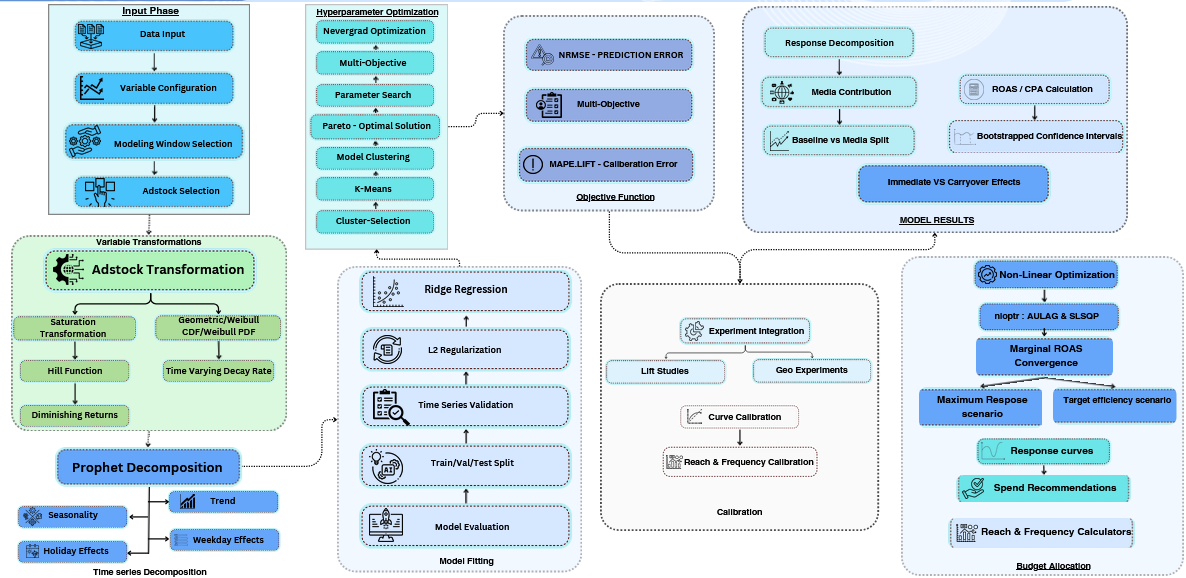 Input Phase
Data Input
Variable Configuration
Modeling Window Selection
Adstock Selection
Variable Transformations
Adstock Transformation
Saturation
Transformation
Geometric/Weibull
CDF/Weibull PDF
Hill Function
Time Varying Decay Rate
Diminishing Returns
Prophet Decomposition
Trend
Seasonality
Weekday Effects
Holiday Effects
Time series Decomposition
Hyperparameter Optimization
Nevergrad Optimization
Multi-Objective
Parameter Search
Pareto - Optimal Solution
Model Clustering
K-Means
Cluster-Selection
Ridge Regression
L2 Regularization
Time Series Validation
Train/Val/Test Split
AI
Model Evaluation
Model Fitting
NRMSE - PREDICTION ERROR
Multi-Objective
MAPE.LIFT - Caliberation Error
Objective Function
Response Decomposition
Media Contribution
Baseline vs Media Split
ROAS / CPA Calculation
Bootstrapped Confidence Intervals
Immediate VS Carryover Effects
MODEL RESULTS
Experiment Integration
Lift Studies
Geo Experiments
Curve Calibration
Reach & Frequency Calibration
Calibration
Non-Linear Optimization
nloptr : AULAG & SLSQP
Marginal ROAS
Convergence
Maximum Respose
scenario
Target efficiency scenario
Response curves
Spend Recommendations
Reach & Frequency Calculators
Budget Allocation